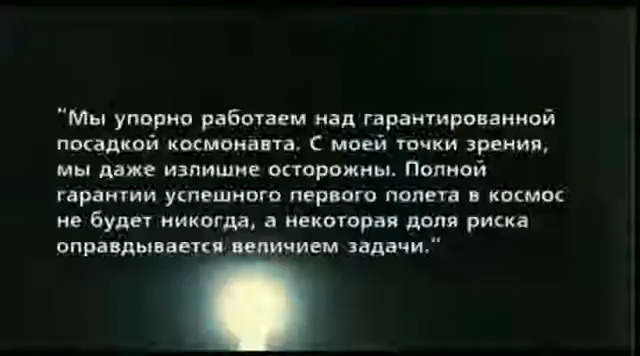 "Мы упорно работаем над гарантированной
посадкой космонавта. С моей точки зрения,
мы даже излишне осторожны. Полной
гарантии успешного первого полета в космос
не будет никогда, а некоторая доля риска
оправдывается величием задачи."